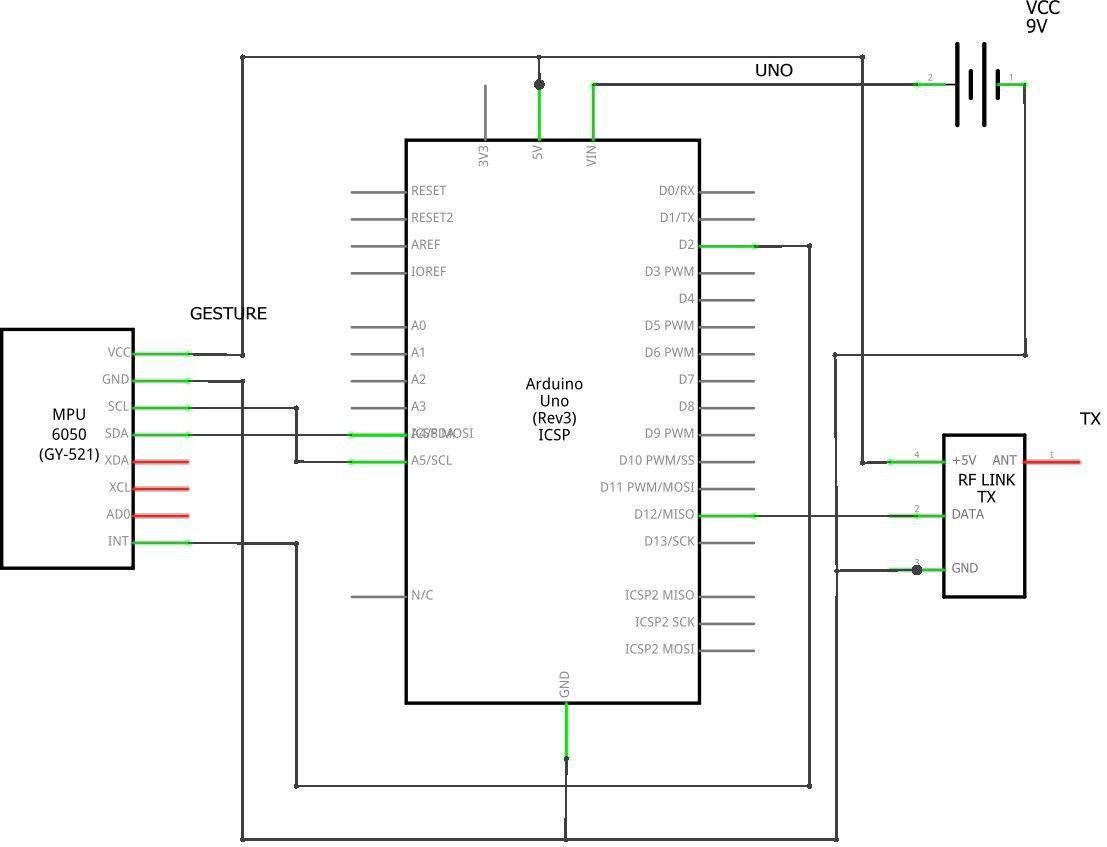 VCC
9V
UNO
2
1
3V3
5V
VIN
RESET
RESET2
AREF
IOREF
A0
A1
A2
A3
A5/SCL
N/C
D0/RX
D1/TX
D2
D3 PWM
D4
D5 PWM
D6 PWM
D7
D8
D9 PWM
D10 PWM/SS
D11 PWM/MOSI
D12/MISO
D13/SCK
ICSP2 MISO
ICSP2 SCK
ICSP2 MOSI
GND
Arduino
Uno
(Rev3)
ICSP
GESTURE
VCC
GND
SCL
SDA
XDA
XCL
AD0
INT
MPU
6050
(GY-521)
TX
4
+5V
ANT
1
RF LINK
TX
2
DATA
3
GND